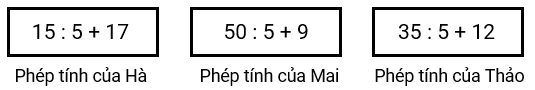 15 : 5 + 17
50 : 5 + 9
35 : 5 + 12
Phép tính của Hà
Phép tính của Mai
Phép tính của Thảo